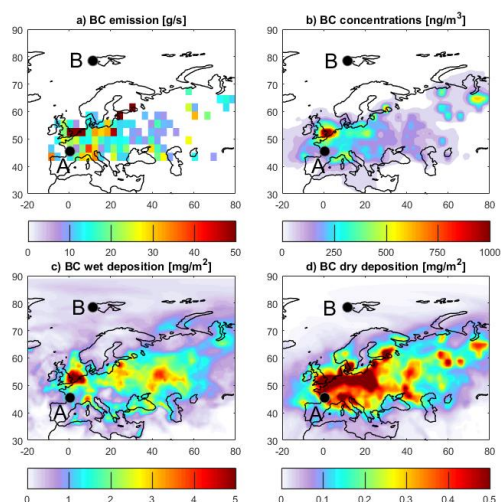 a) BC emission [g/s]
b) BC concentrations [ng/m³]
90
80
70
60
50
40
30
B
A
-20 0 20 40 60 80
90
80
70
60
50
40
30
B
A
-20 0 20 40 60 80
0 10 20 30 40 50
0 250 500 750 1000
c) BC wet deposition [mg/m²]
d) BC dry deposition [mg/m²]
90
80
70
60
50
40
30
B
A
-20 0 20 40 60 80
90
80
70
60
50
40
30
B
A
-20 0 20 40 60 80
0 1 2 3 4 5
0 0.1 0.2 0.3 0.4 0.5